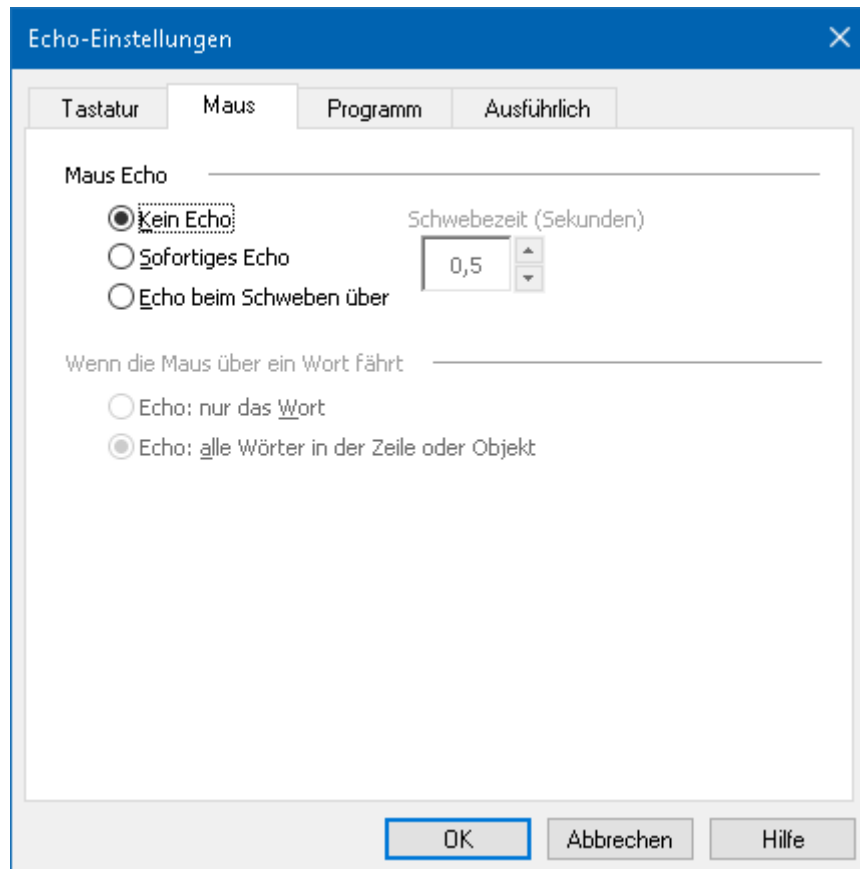 Echo-Einstellungen
Tastatur Maus Programm Ausführlich
Maus Echo
Kein Echo Schwebezeit (Sekunden)
Sofortiges Echo 0,5
Echo beim Schweben über
Wenn die Maus über ein Wort fährt
Echo: nur das Wort
Echo: alle Wörter in der Zeile oder Objekt
OK Abbrechen Hilfe